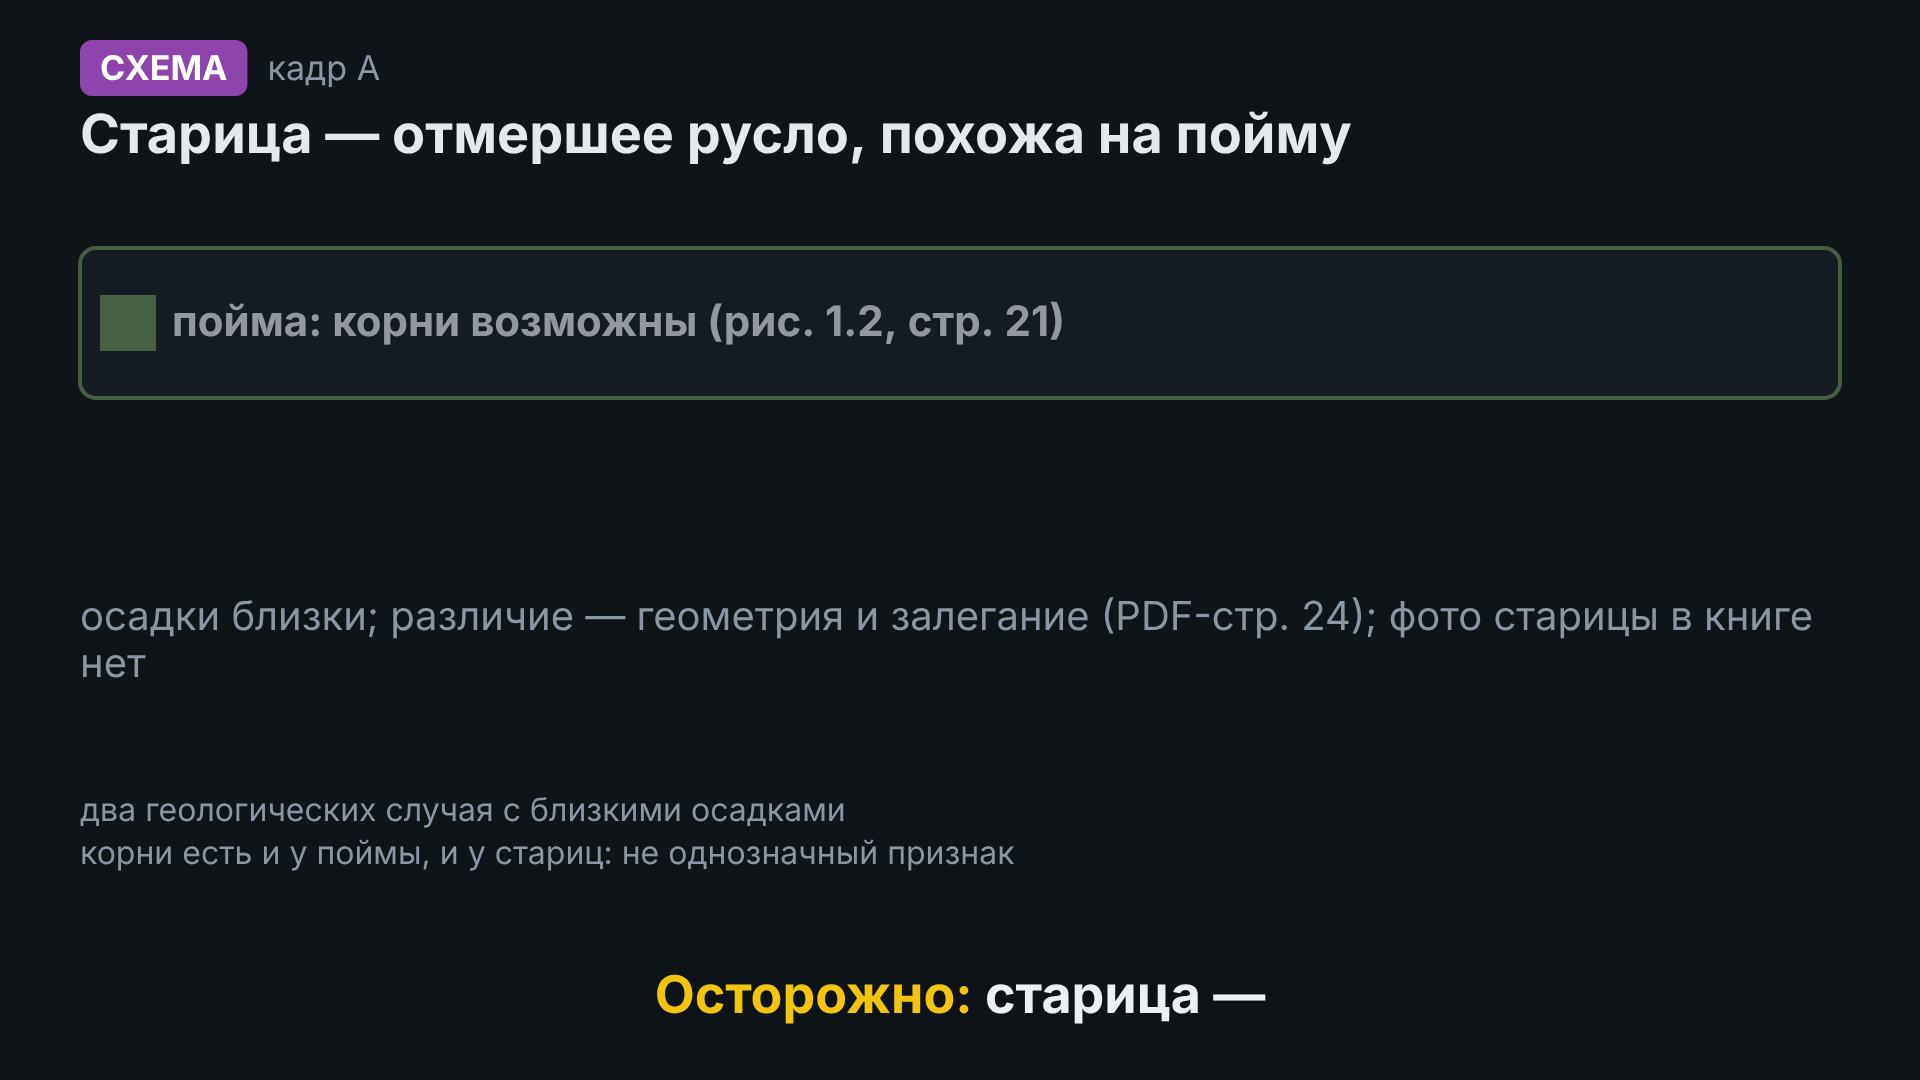 СХЕМА кадр А
Старица — отмершее русло, похожа на пойму
пойма: корни возможны (рис. 1.2, стр. 21)
осадки близки; различие — геометрия и залегание (PDF-стр. 24); фото старицы в книге
нет
два геологических случая с близкими осадками
корни есть и у поймы, и у стариц: не однозначный признак
Осторожно: старица —